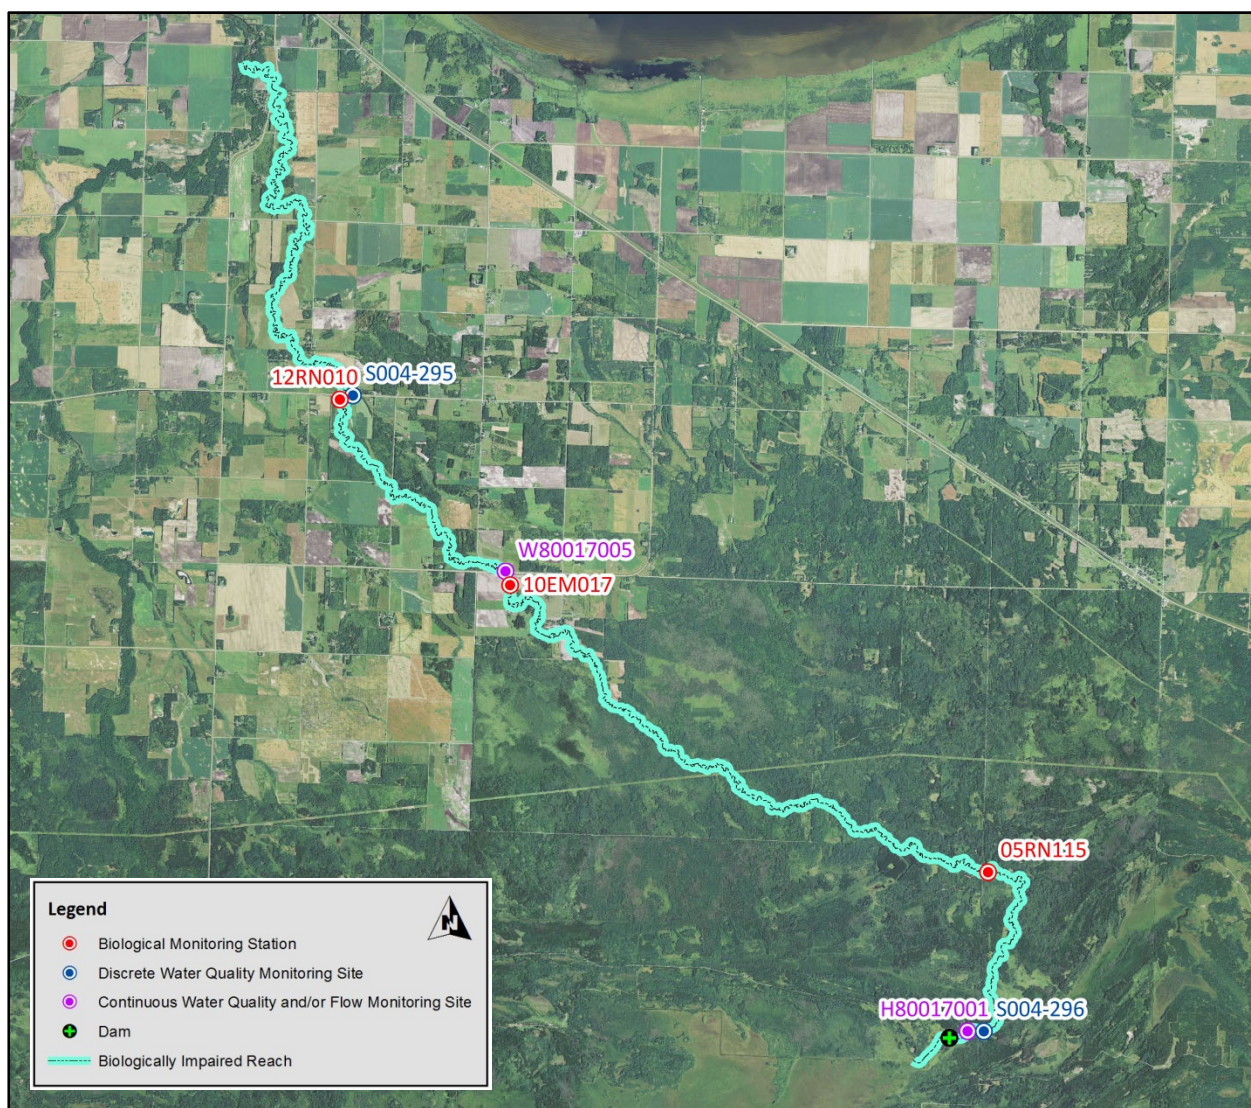 12RN010
S004-295
W80017005
10EM017
05RN115
H80017001
S004-296
Legend
N
Biological Monitoring Station
Discrete Water Quality Monitoring Site
Continuous Water Quality and/or Flow Monitoring Site
Dam
Biologically Impaired Reach